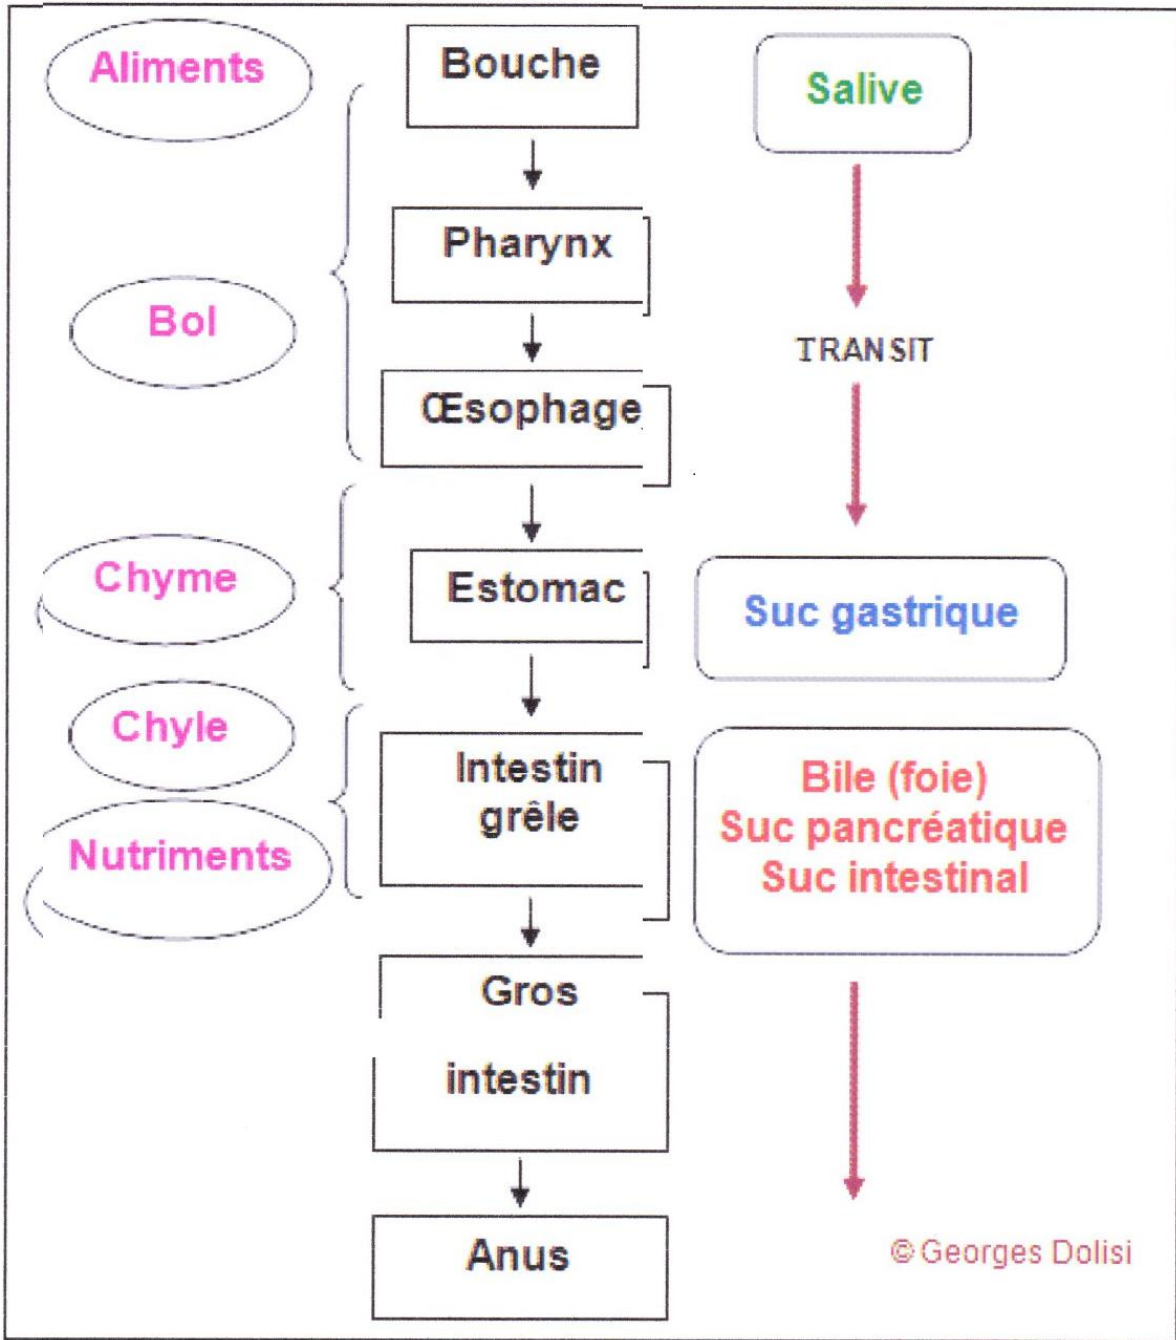 Aliments
Bouche
Salive
Pharynx
Bol
TRANSIT
Œsophage
Chyme
Estomac
Suc gastrique
Chyle
Intestin
grêle
Bile (foie)
Suc pancréatique
Suc intestinal
Nutriments
Gros
intestin
Anus
© Georges Dolisi